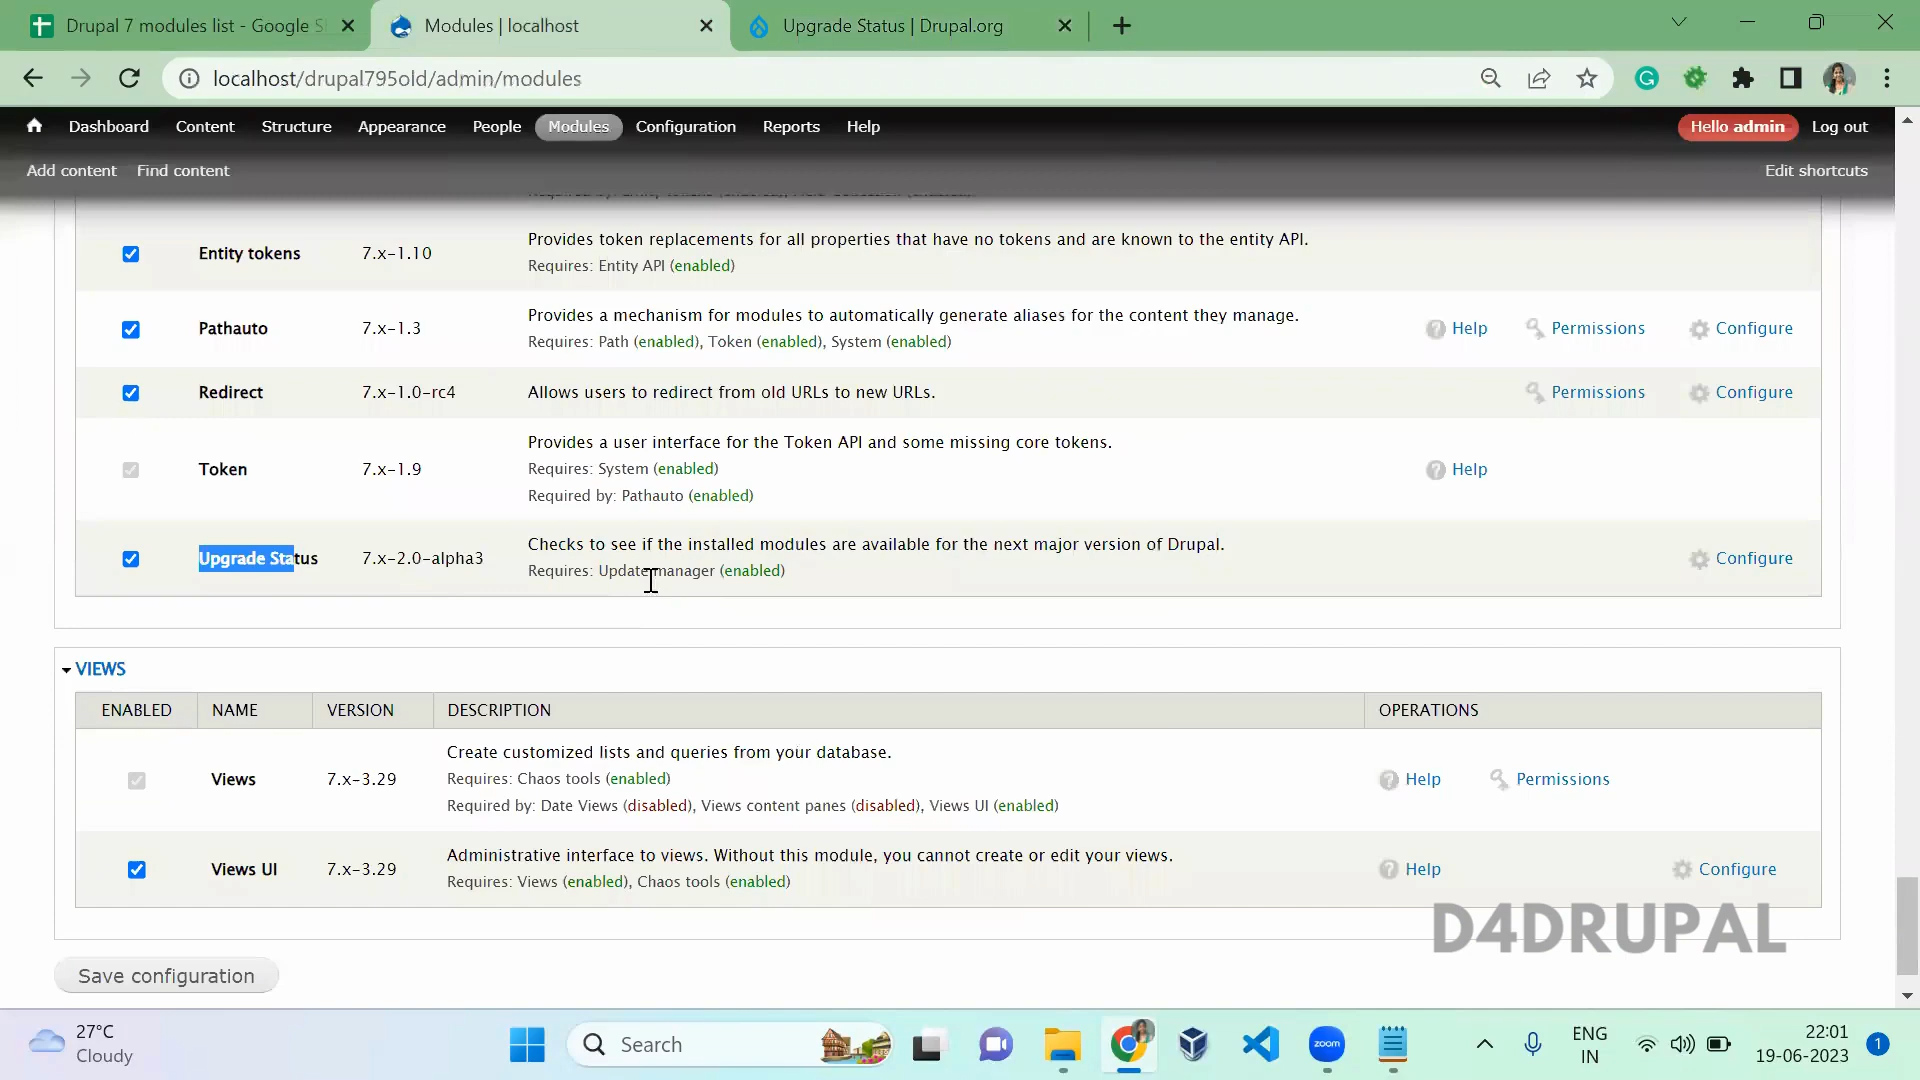 Drupal 7 modules list - Google S
Modules | localhost
Upgrade Status | Drupal.org
localhost/drupal795old/admin/modules
Dashboard Content Structure Appearance People Modules Configuration Reports Help
Hello admin Log out
Add content Find content
Edit shortcuts
Entity tokens 7.x-1.10
Provides token replacements for all properties that have no tokens and are known to the entity API.
Requires: Entity API (enabled)
Pathauto 7.x-1.3
Provides a mechanism for modules to automatically generate aliases for the content they manage.
Requires: Path (enabled), Token (enabled), System (enabled)
Help Permissions Configure
Redirect 7.x-1.0-rc4 Allows users to redirect from old URLs to new URLs. Permissions Configure
Token 7.x-1.9
Provides a user interface for the Token API and some missing core tokens.
Requires: System (enabled)
Required by: Pathauto (enabled)
Help
Upgrade Status 7.x-2.0-alpha3
Checks to see if the installed modules are available for the next major version of Drupal.
Requires: Update manager (enabled)
Configure
VIEWS
ENABLED NAME VERSION DESCRIPTION OPERATIONS
Views 7.x-3.29
Create customized lists and queries from your database.
Requires: Chaos tools (enabled)
Required by: Date Views (disabled), Views content panes (disabled), Views UI (enabled)
Help Permissions
Views UI 7.x-3.29
Administrative interface to views. Without this module, you cannot create or edit your views.
Requires: Views (enabled), Chaos tools (enabled)
Help Configure
D4DRUPAL
Save configuration
27°C
Cloudy
Search
zoom
ENG
IN
22:01
19-06-2023
1